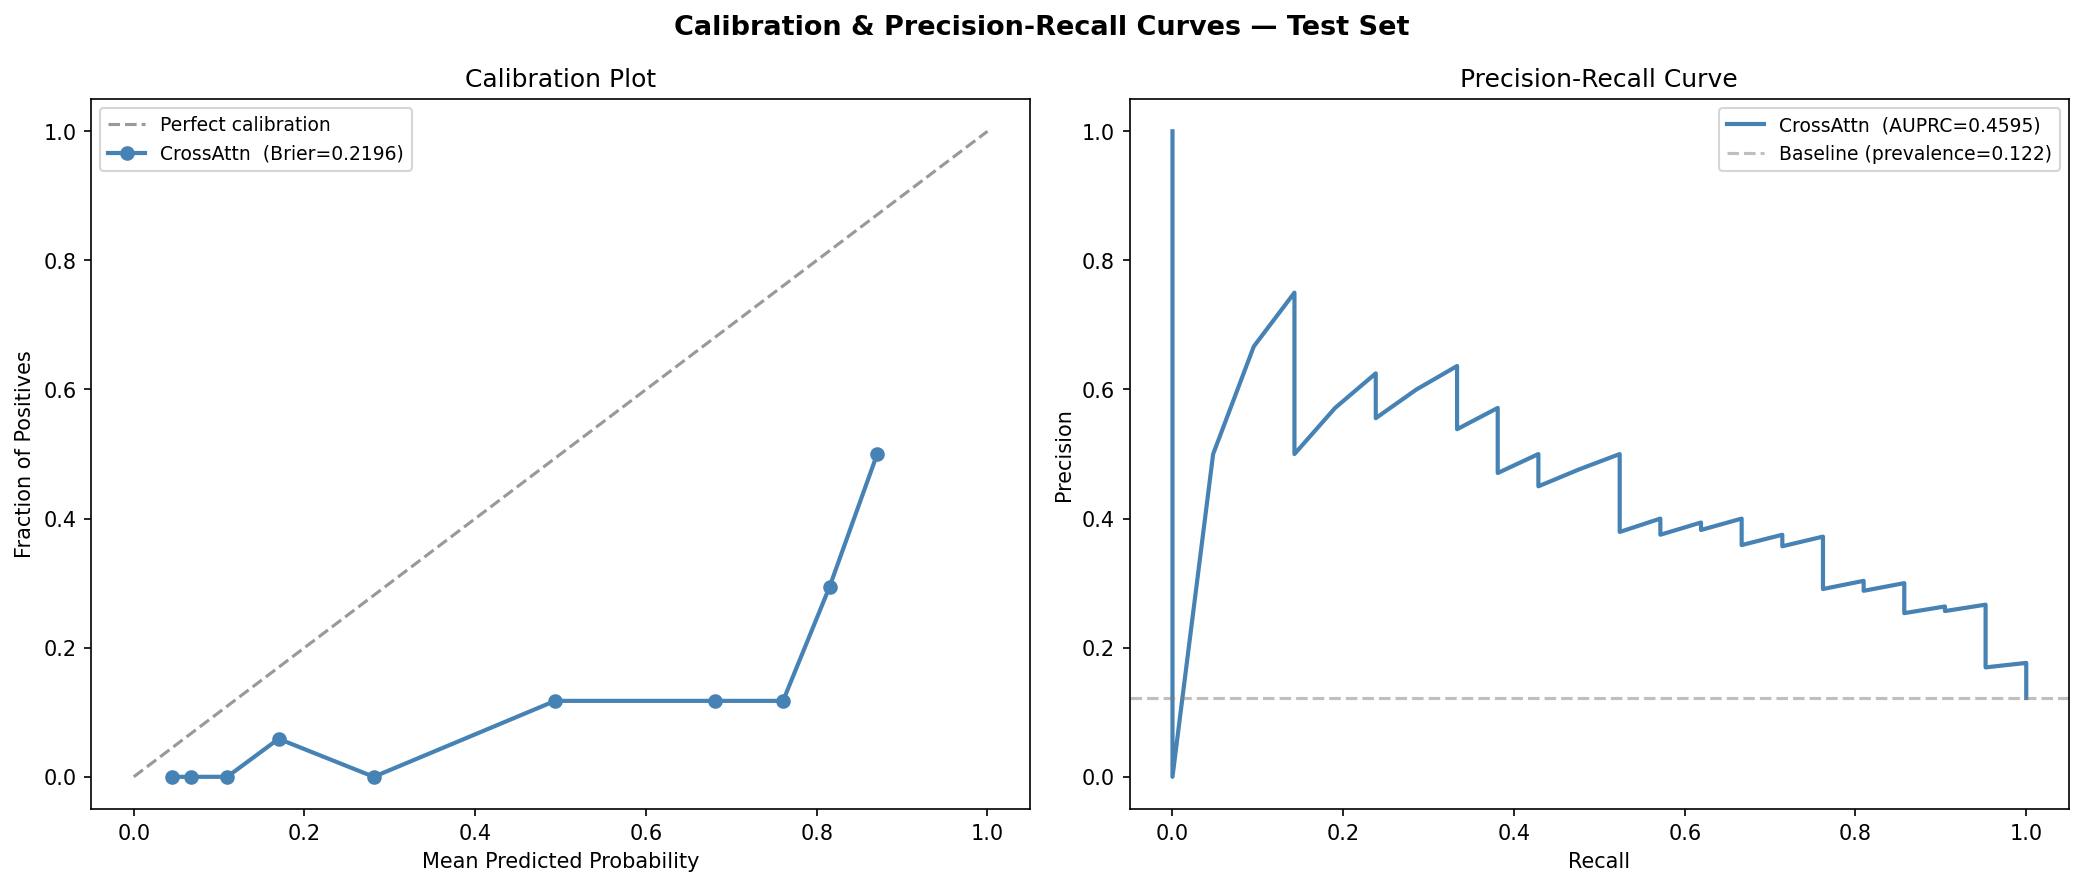 Calibration & Precision-Recall Curves — Test Set
Calibration Plot
Perfect calibration
CrossAttn (Brier=0.2196)
Fraction of Positives
1.0
0.8
0.6
0.4
0.2
0.0
0.0 0.2 0.4 0.6 0.8 1.0
Mean Predicted Probability
Precision-Recall Curve
CrossAttn (AUPRC=0.4595)
Baseline (prevalence=0.122)
Precision
1.0
0.8
0.6
0.4
0.2
0.0
0.0 0.2 0.4 0.6 0.8 1.0
Recall